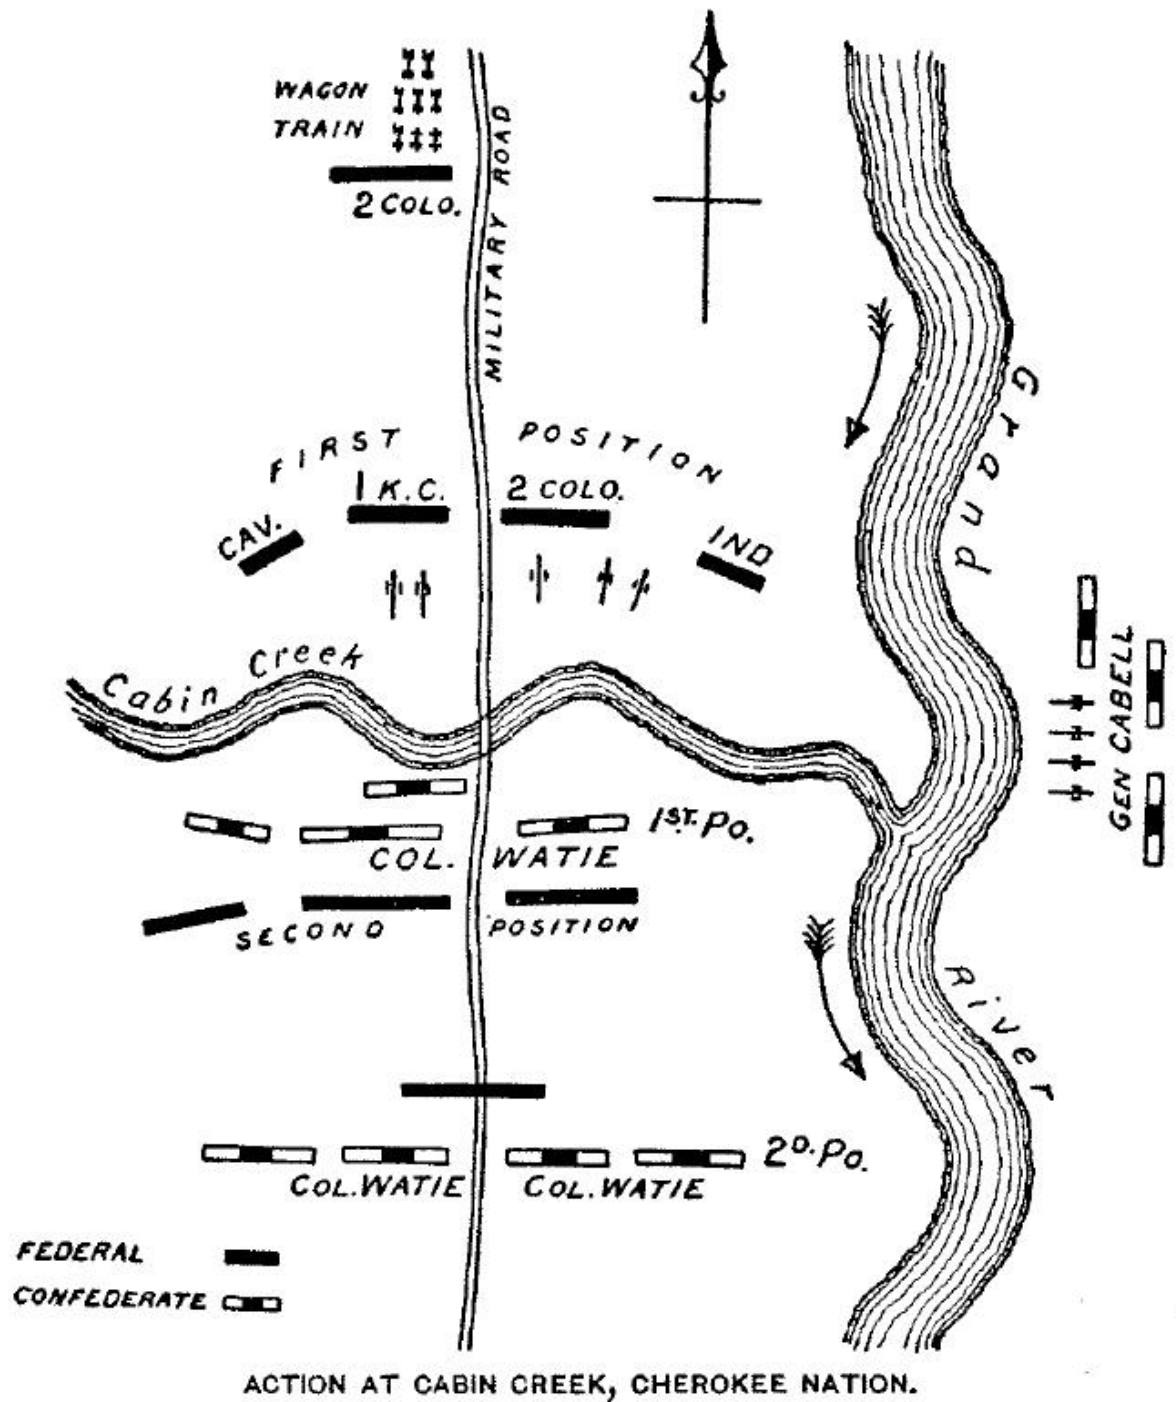 WAGON
TRAIN
2 COLO.
MILITARY ROAD
FIRST POSITION
1 K.C.
2 COLO.
CAV.
IND
Grand River
Cabin Creek
GEN CABELL
1ST. PO.
COL. WATIE
SECOND POSITION
2D. PO.
COL. WATIE
COL. WATIE
FEDERAL
CONFEDERATE
ACTION AT CABIN CREEK, CHEROKEE NATION.